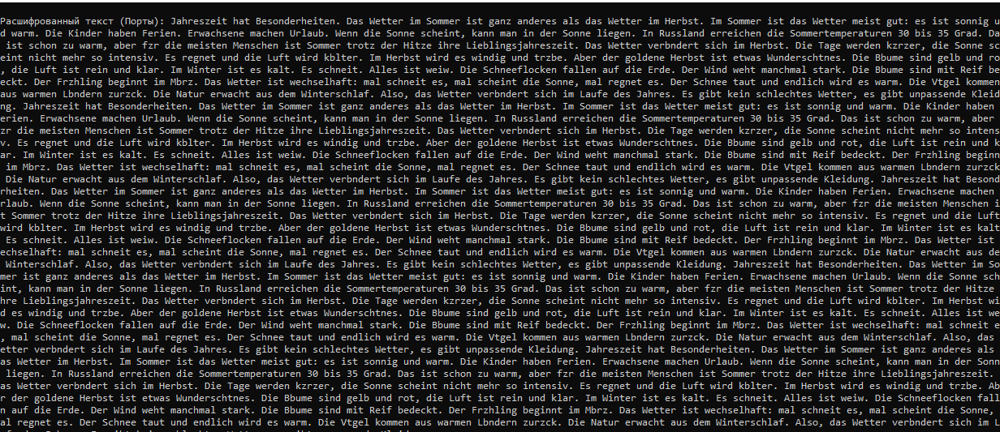 Расшифрованный текст (Порты): Jahreszeit hat Besonderheiten. Das Wetter im Sommer ist ganz anderes als das Wetter im Herbst. Im Sommer ist das Wetter meist gut: es ist sonnig u
d warm. Die Kinder haben Ferien. Erwachsene machen Urlaub. Wenn die Sonne scheint, kann man in der Sonne liegen. In Russland erreichen die Sommertemperaturen 30 bis 35 Grad. Da
 ist schon zu warm, aber fzr die meisten Menschen ist Sommer trotz der Hitze ihre Lieblingsjahreszeit. Das Wetter verbndert sich im Herbst. Die Tage werden kzrzer, die Sonne sc
eint nicht mehr so intensiv. Es regnet und die Luft wird kblter. Im Herbst wird es windig und trzbe. Aber der goldene Herbst ist etwas Wunderschtnes. Die Bbume sind gelb und ro
, die Luft ist rein und klar. Im Winter ist es kalt. Es schneit. Alles ist weiw. Die Schneeflocken fallen auf die Erde. Der Wind weht manchmal stark. Die Bbume sind mit Reif be
eckt. Der Frzhling beginnt im Mbrz. Das Wetter ist wechselhaft: mal schneit es, mal scheint die Sonne, mal regnet es. Der Schnee taut und endlich wird es warm. Die Vtgel kommen
aus warmen Lbndern zurzck. Die Natur erwacht aus dem Winterschlaf. Also, das Wetter verbndert sich im Laufe des Jahres. Es gibt kein schlechtes Wetter, es gibt unpassende Kleid
ng. Jahreszeit hat Besonderheiten. Das Wetter im Sommer ist ganz anderes als das Wetter im Herbst. Im Sommer ist das Wetter meist gut: es ist sonnig und warm. Die Kinder haben
erien. Erwachsene machen Urlaub. Wenn die Sonne scheint, kann man in der Sonne liegen. In Russland erreichen die Sommertemperaturen 30 bis 35 Grad. Das ist schon zu warm, aber
zr die meisten Menschen ist Sommer trotz der Hitze ihre Lieblingsjahreszeit. Das Wetter verbndert sich im Herbst. Die Tage werden kzrzer, die Sonne scheint nicht mehr so intens
v. Es regnet und die Luft wird kblter. Im Herbst wird es windig und trzbe. Aber der goldene Herbst ist etwas Wunderschtnes. Die Bbume sind gelb und rot, die Luft ist rein und k
ar. Im Winter ist es kalt. Es schneit. Alles ist weiw. Die Schneeflocken fallen auf die Erde. Der Wind weht manchmal stark. Die Bbume sind mit Reif bedeckt. Der Frzhling beginn
 im Mbrz. Das Wetter ist wechselhaft: mal schneit es, mal scheint die Sonne, mal regnet es. Der Schnee taut und endlich wird es warm. Die Vtgel kommen aus warmen Lbndern zurzck
 Die Natur erwacht aus dem Winterschlaf. Also, das Wetter verbndert sich im Laufe des Jahres. Es gibt kein schlechtes Wetter, es gibt unpassende Kleidung. Jahreszeit hat Besond
rheiten. Das Wetter im Sommer ist ganz anderes als das Wetter im Herbst. Im Sommer ist das Wetter meist gut: es ist sonnig und warm. Die Kinder haben Ferien. Erwachsene machen
rlaub. Wenn die Sonne scheint, kann man in der Sonne liegen. In Russland erreichen die Sommertemperaturen 30 bis 35 Grad. Das ist schon zu warm, aber fzr die meisten Menschen i
t Sommer trotz der Hitze ihre Lieblingsjahreszeit. Das Wetter verbndert sich im Herbst. Die Tage werden kzrzer, die Sonne scheint nicht mehr so intensiv. Es regnet und die Luft
wird kblter. Im Herbst wird es windig und trzbe. Aber der goldene Herbst ist etwas Wunderschtnes. Die Bbume sind gelb und rot, die Luft ist rein und klar. Im Winter ist es kalt
 Es schneit. Alles ist weiw. Die Schneeflocken fallen auf die Erde. Der Wind weht manchmal stark. Die Bbume sind mit Reif bedeckt. Der Frzhling beginnt im Mbrz. Das Wetter ist
echselhaft: mal schneit es, mal scheint die Sonne, mal regnet es. Der Schnee taut und endlich wird es warm. Die Vtgel kommen aus warmen Lbndern zurzck. Die Natur erwacht aus de
 Winterschlaf. Also, das Wetter verbndert sich im Laufe des Jahres. Es gibt kein schlechtes Wetter, es gibt unpassende Kleidung. Jahreszeit hat Besonderheiten. Das Wetter im So
mer ist ganz anderes als das Wetter im Herbst. Im Sommer ist das Wetter meist gut: es ist sonnig und warm. Die Kinder haben Ferien. Erwachsene machen Urlaub. Wenn die Sonne sch
int, kann man in der Sonne liegen. In Russland erreichen die Sommertemperaturen 30 bis 35 Grad. Das ist schon zu warm, aber fzr die meisten Menschen ist Sommer trotz der Hitze
hre Lieblingsjahreszeit. Das Wetter verbndert sich im Herbst. Die Tage werden kzrzer, die Sonne scheint nicht mehr so intensiv. Es regnet und die Luft wird kblter. Im Herbst wi
d es windig und trzbe. Aber der goldene Herbst ist etwas Wunderschtnes. Die Bbume sind gelb und rot, die Luft ist rein und klar. Im Winter ist es kalt. Es schneit. Alles ist we
w. Die Schneeflocken fallen auf die Erde. Der Wind weht manchmal stark. Die Bbume sind mit Reif bedeckt. Der Frzhling beginnt im Mbrz. Das Wetter ist wechselhaft: mal schneit e
, mal scheint die Sonne, mal regnet es. Der Schnee taut und endlich wird es warm. Die Vtgel kommen aus warmen Lbndern zurzck. Die Natur erwacht aus dem Winterschlaf. Also, das
etter verbndert sich im Laufe des Jahres. Es gibt kein schlechtes Wetter, es gibt unpassende Kleidung. Jahreszeit hat Besonderheiten. Das Wetter im Sommer ist ganz anderes als
as Wetter im Herbst. Im Sommer ist das Wetter meist gut: es ist sonnig und warm. Die Kinder haben Ferien. Erwachsene machen Urlaub. Wenn die Sonne scheint, kann man in der Sonn
 liegen. In Russland erreichen die Sommertemperaturen 30 bis 35 Grad. Das ist schon zu warm, aber fzr die meisten Menschen ist Sommer trotz der Hitze ihre Lieblingsjahreszeit.
as Wetter verbndert sich im Herbst. Die Tage werden kzrzer, die Sonne scheint nicht mehr so intensiv. Es regnet und die Luft wird kblter. Im Herbst wird es windig und trzbe. Ab
r der goldene Herbst ist etwas Wunderschtnes. Die Bbume sind gelb und rot, die Luft ist rein und klar. Im Winter ist es kalt. Es schneit. Alles ist weiw. Die Schneeflocken fall
n auf die Erde. Der Wind weht manchmal stark. Die Bbume sind mit Reif bedeckt. Der Frzhling beginnt im Mbrz. Das Wetter ist wechselhaft: mal schneit es, mal scheint die Sonne,
al regnet es. Der Schnee taut und endlich wird es warm. Die Vtgel kommen aus warmen Lbndern zurzck. Die Natur erwacht aus dem Winterschlaf. Also, das Wetter verbndert sich im L